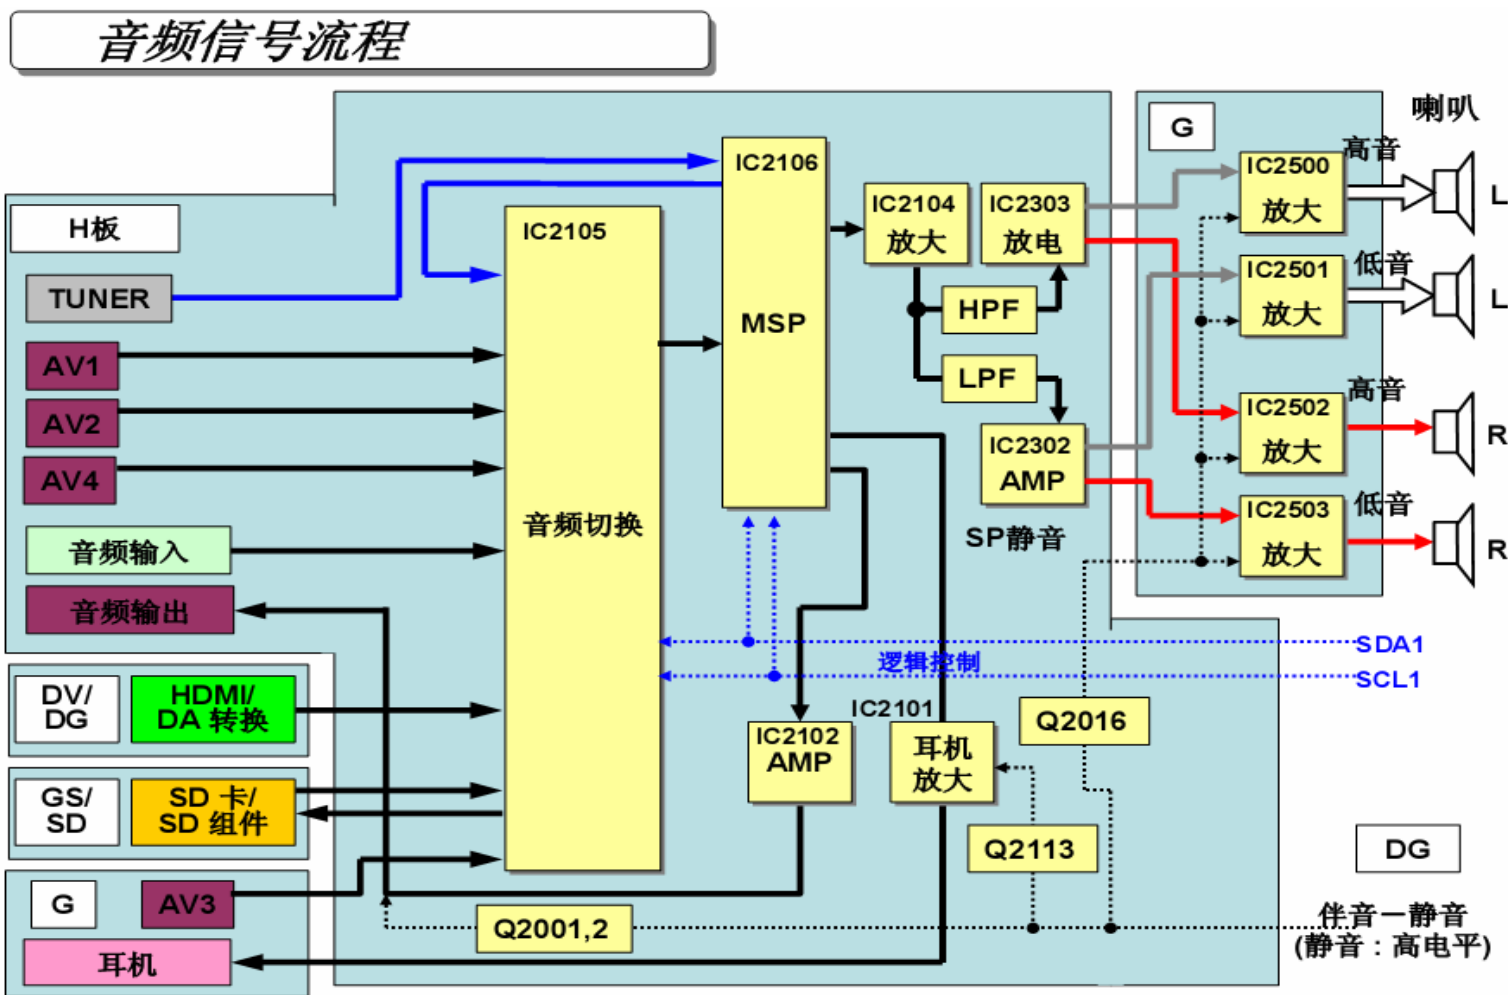 音频信号流程
喇叭
G
IC2106
MSP
IC2500
放大
高音
L
H板
IC2105
音频切换
IC2104
放大
IC2303
放电
IC2501
放大
低音
L
TUNER
HPF
AV1
LPF
AV2
IC2502
放大
高音
R
AV4
IC2302
AMP
SP静音
IC2503
放大
低音
R
音频输入
音频输出
SDA1
逻辑控制
SCL1
DV/
DG
HDMI/
DA 转换
IC2102
AMP
IC2101
耳机
放大
Q2016
GS/
SD
SD 卡/
SD 组件
Q2113
DG
G
AV3
Q2001,2
伴音－静音
(静音：高电平)
耳机